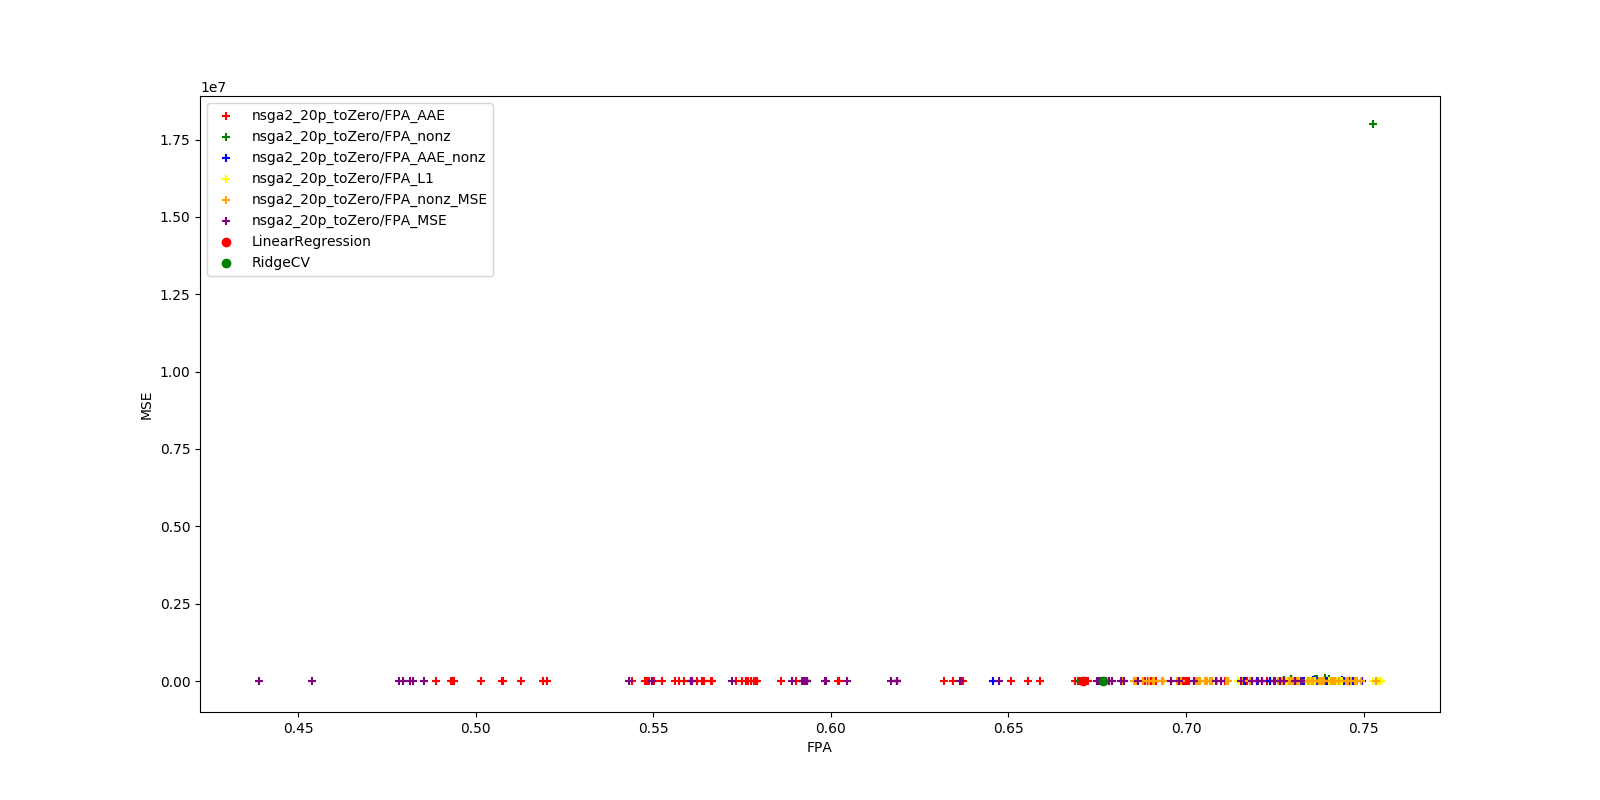 1e7
nsga2_20p_toZero/FPA_AAE
nsga2_20p_toZero/FPA_nonz
nsga2_20p_toZero/FPA_AAE_nonz
nsga2_20p_toZero/FPA_L1
nsga2_20p_toZero/FPA_nonz_MSE
nsga2_20p_toZero/FPA_MSE
LinearRegression
RidgeCV
1.75
1.50
1.25
1.00
0.75
0.50
0.25
0.00
MSE
0.45 0.50 0.55 0.60 0.65 0.70 0.75
FPA